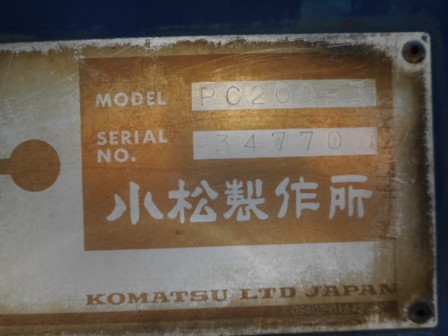 MODEL PC200-3
SERIAL NO. 34770
小松製作所
KOMATSU LTD JAPAN